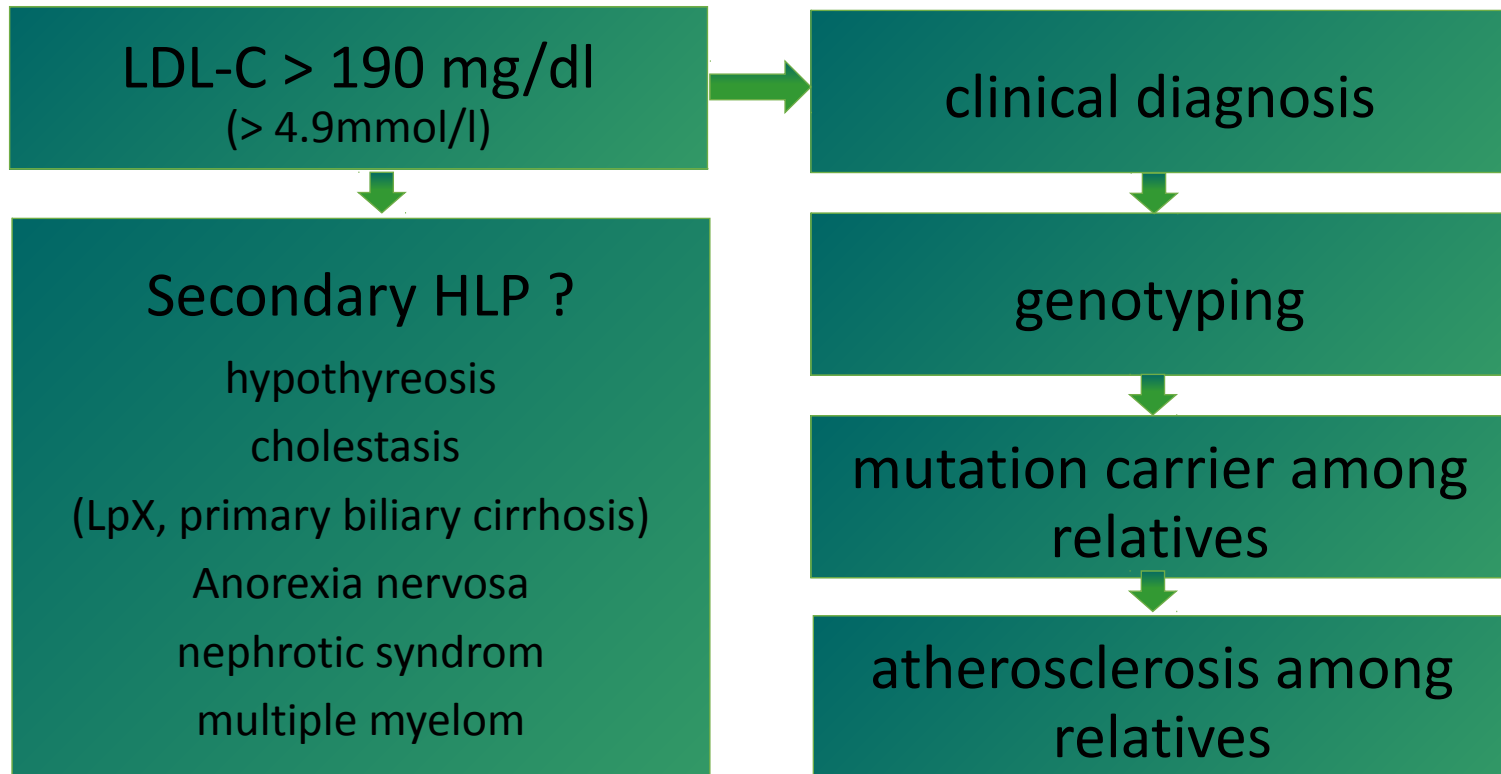 LDL-C > 190 mg/dl
(> 4.9mmol/l)
Secondary HLP ?
hypothyreosis
cholestasis
(LpX, primary biliary cirrhosis)
Anorexia nervosa
nephrotic syndrom
multiple myelom
clinical diagnosis
genotyping
mutation carrier among
relatives
atherosclerosis among
relatives